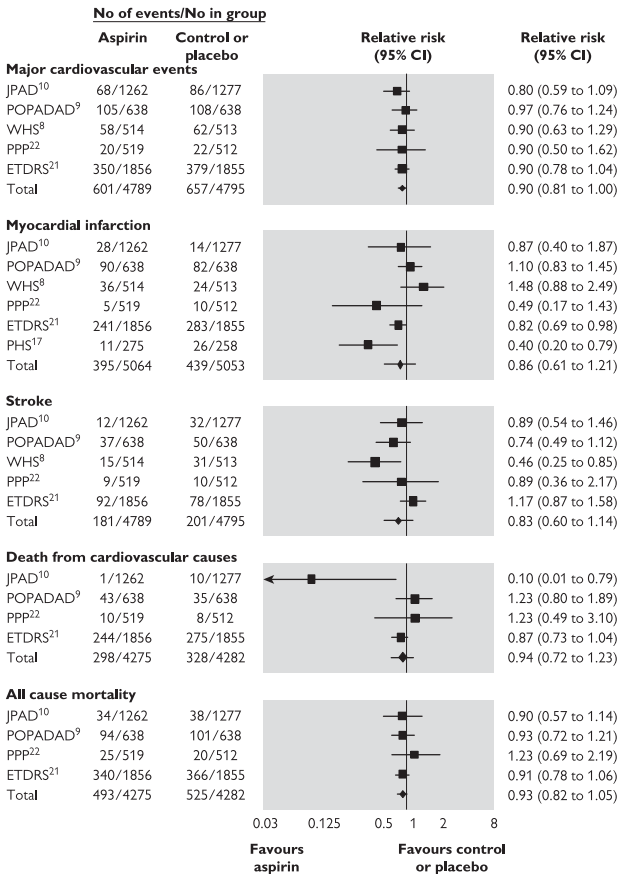 No of events/No in group
Aspirin Control or placebo Relative risk (95% CI) Relative risk (95% CI)
Major cardiovascular events
JPAD10 68/1262 86/1277 0.80 (0.59 to 1.09)
POPADAD9 105/638 108/638 0.97 (0.76 to 1.24)
WHS8 58/514 62/513 0.90 (0.63 to 1.29)
PPP22 20/519 22/512 0.90 (0.50 to 1.62)
ETDRS21 350/1856 379/1855 0.90 (0.78 to 1.04)
Total 601/4789 657/4795 0.90 (0.81 to 1.00)
Myocardial infarction
JPAD10 28/1262 14/1277 0.87 (0.40 to 1.87)
POPADAD9 90/638 82/638 1.10 (0.83 to 1.45)
WHS8 36/514 24/513 1.48 (0.88 to 2.49)
PPP22 5/519 10/512 0.49 (0.17 to 1.43)
ETDRS21 241/1856 283/1855 0.82 (0.69 to 0.98)
PHS17 11/275 26/258 0.40 (0.20 to 0.79)
Total 395/5064 439/5053 0.86 (0.61 to 1.21)
Stroke
JPAD10 12/1262 32/1277 0.89 (0.54 to 1.46)
POPADAD9 37/638 50/638 0.74 (0.49 to 1.12)
WHS8 15/514 31/513 0.46 (0.25 to 0.85)
PPP22 9/519 10/512 0.89 (0.36 to 2.17)
ETDRS21 92/1856 78/1855 1.17 (0.87 to 1.58)
Total 181/4789 201/4795 0.83 (0.60 to 1.14)
Death from cardiovascular causes
JPAD10 1/1262 10/1277 0.10 (0.01 to 0.79)
POPADAD9 43/638 35/638 1.23 (0.80 to 1.89)
PPP22 10/519 8/512 1.23 (0.49 to 3.10)
ETDRS21 244/1856 275/1855 0.87 (0.73 to 1.04)
Total 298/4275 328/4282 0.94 (0.72 to 1.23)
All cause mortality
JPAD10 34/1262 38/1277 0.90 (0.57 to 1.14)
POPADAD9 94/638 101/638 0.93 (0.72 to 1.21)
PPP22 25/519 20/512 1.23 (0.69 to 2.19)
ETDRS21 340/1856 366/1855 0.91 (0.78 to 1.06)
Total 493/4275 525/4282 0.93 (0.82 to 1.05)
0.03 0.125 0.5 1 2 8
Favours aspirin Favours control or placebo